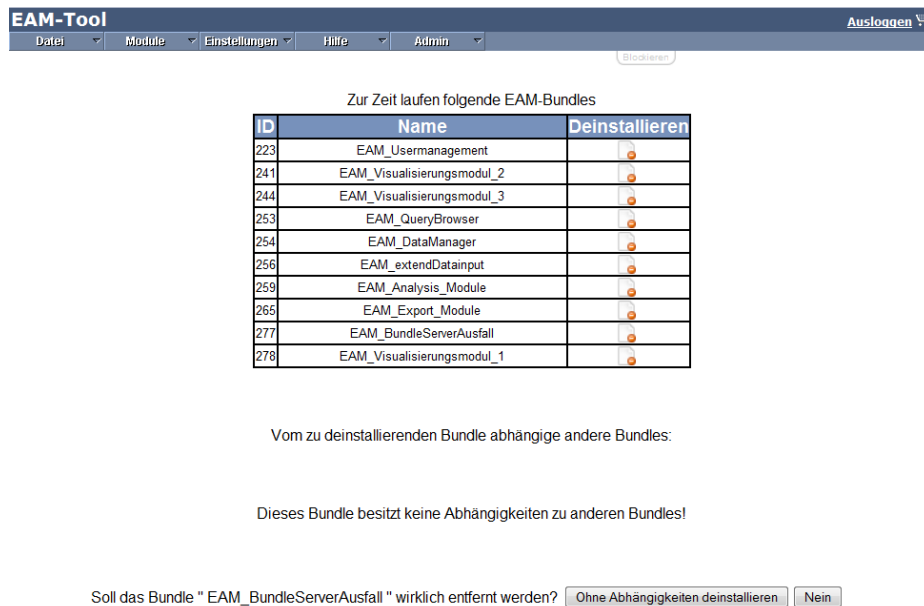 EAM-Tool
Ausloggen
Datei Module Einstellungen Hilfe Admin
Blockieren
Zur Zeit laufen folgende EAM-Bundles
ID Name Deinstallieren
223 EAM_Usermanagement
241 EAM_Visualisierungsmodul_2
244 EAM_Visualisierungsmodul_3
253 EAM_QueryBrowser
254 EAM_DataManager
256 EAM_extendDatainput
259 EAM_Analysis_Module
265 EAM_Export_Module
277 EAM_BundleServerAusfall
278 EAM_Visualisierungsmodul_1
Vom zu deinstallierenden Bundle abhängige andere Bundles:
Dieses Bundle besitzt keine Abhängigkeiten zu anderen Bundles!
Soll das Bundle " EAM_BundleServerAusfall " wirklich entfernt werden? Ohne Abhängigkeiten deinstallieren Nein